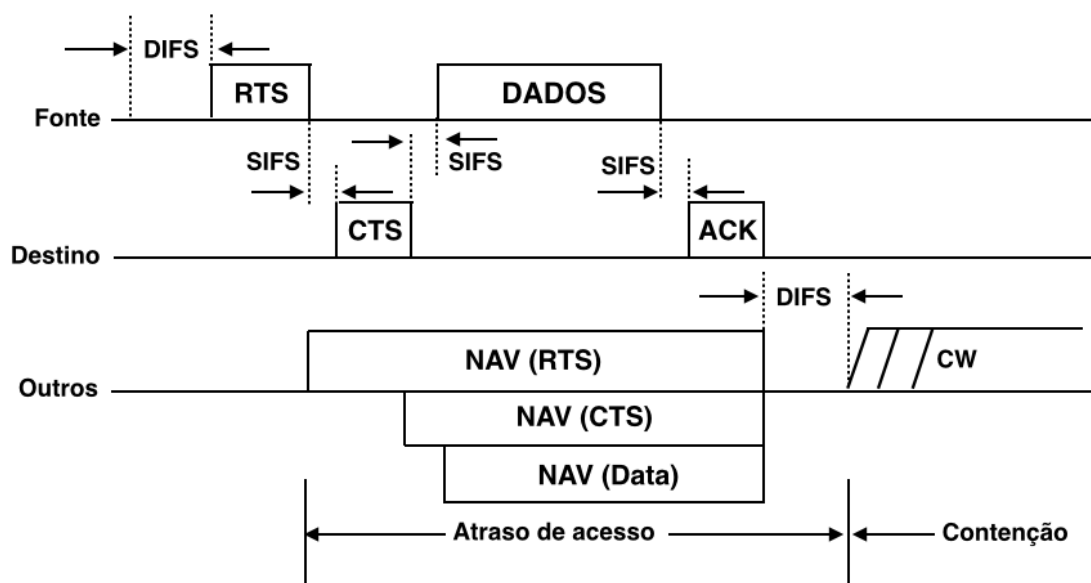 DIFS
RTS
DADOS
Fonte
SIFS
SIFS
SIFS
CTS
ACK
Destino
DIFS
NAV (RTS)
CW
Outros
NAV (CTS)
NAV (Data)
Atraso de acesso
Contenção